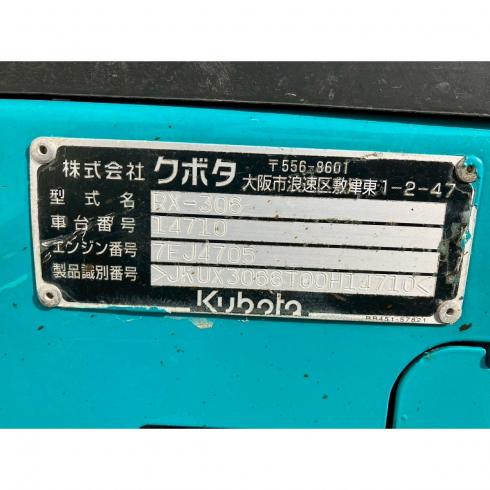 株式会社 クボタ 〒556-8601
大阪市浪速区敷津東1-2-47
型式名 RX-306
車台番号 14710
エンジン番号 7EJ4705
製品識別番号 >JKUX3068T00H14710<
Kubota
RB451-57821